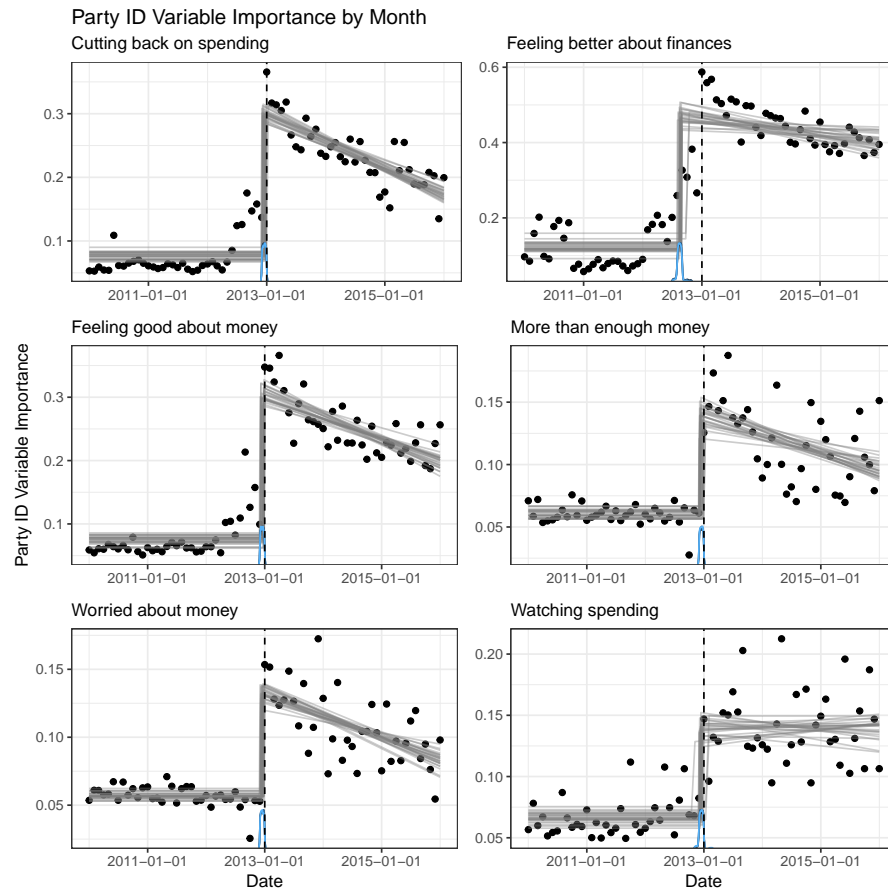 Party ID Variable Importance by Month
Cutting back on spending
Feeling better about finances
0.3
0.2
0.1
2011−01−01 2013−01−01 2015−01−01
0.6
0.4
0.2
2011−01−01 2013−01−01 2015−01−01
Feeling good about money
More than enough money
0.3
0.2
0.1
2011−01−01 2013−01−01 2015−01−01
0.15
0.10
0.05
2011−01−01 2013−01−01 2015−01−01
Party ID Variable Importance
Worried about money
Watching spending
0.15
0.10
0.05
2011−01−01 2013−01−01 2015−01−01
Date
0.20
0.15
0.10
0.05
2011−01−01 2013−01−01 2015−01−01
Date